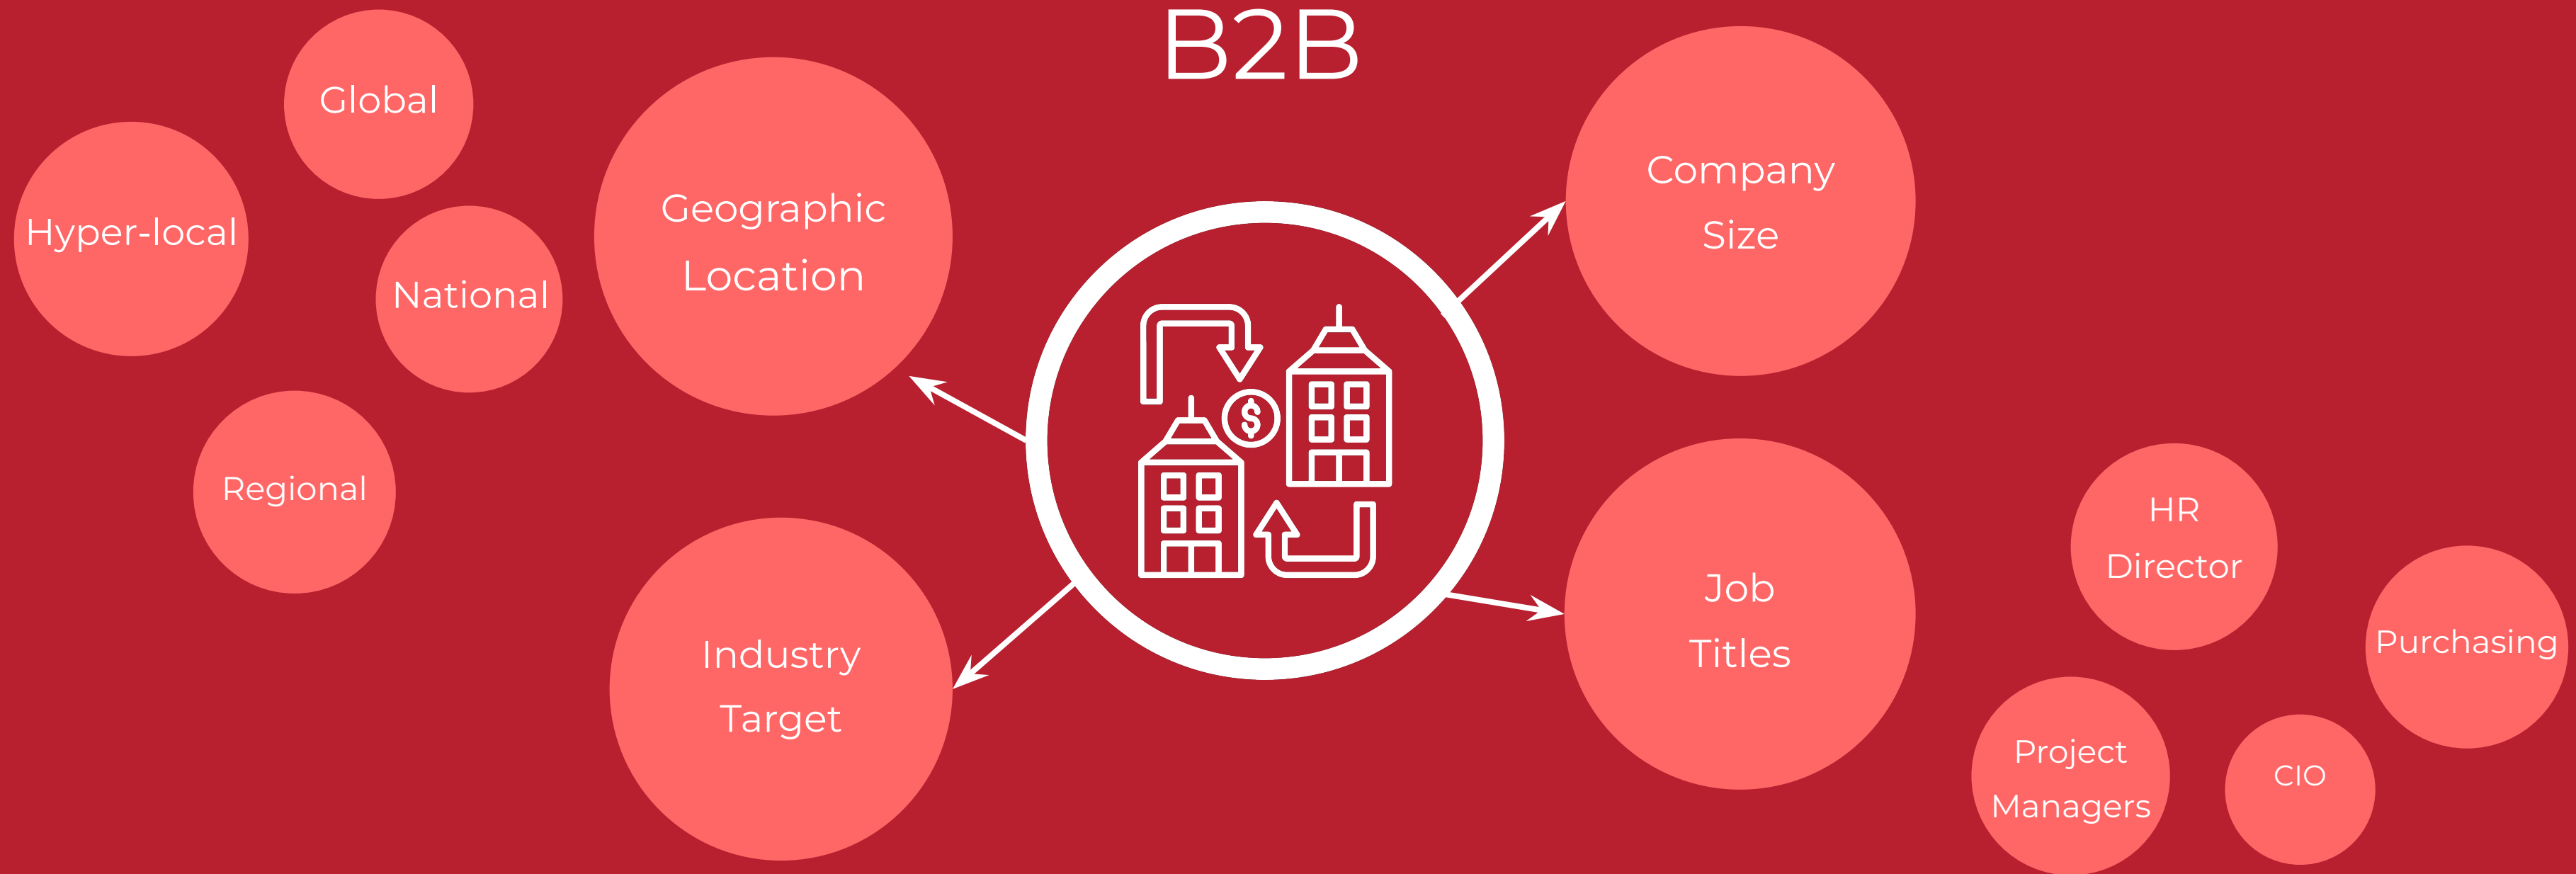 B2B
Global
Hyper-local
National
Regional
Geographic
Location
Industry
Target
$
Company
Size
Job
Titles
HR
Director
Purchasing
Project
Managers
CIO